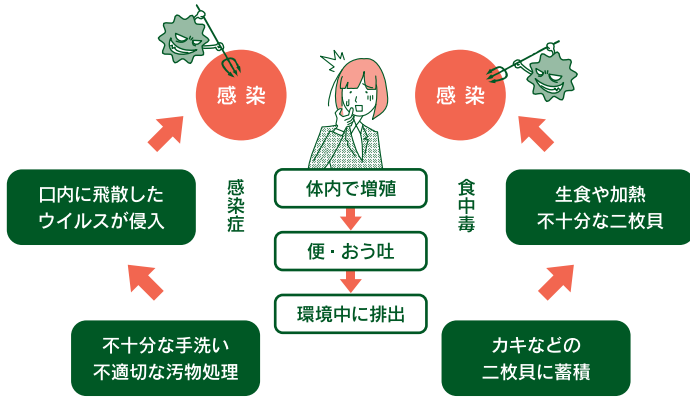 感染
感染
口内に飛散した
ウイルスが侵入
感染症
体内で増殖
食中毒
生食や加熱
不十分な二枚貝
便・おう吐
環境中に排出
不十分な手洗い
不適切な汚物処理
カキなどの
二枚貝に蓄積